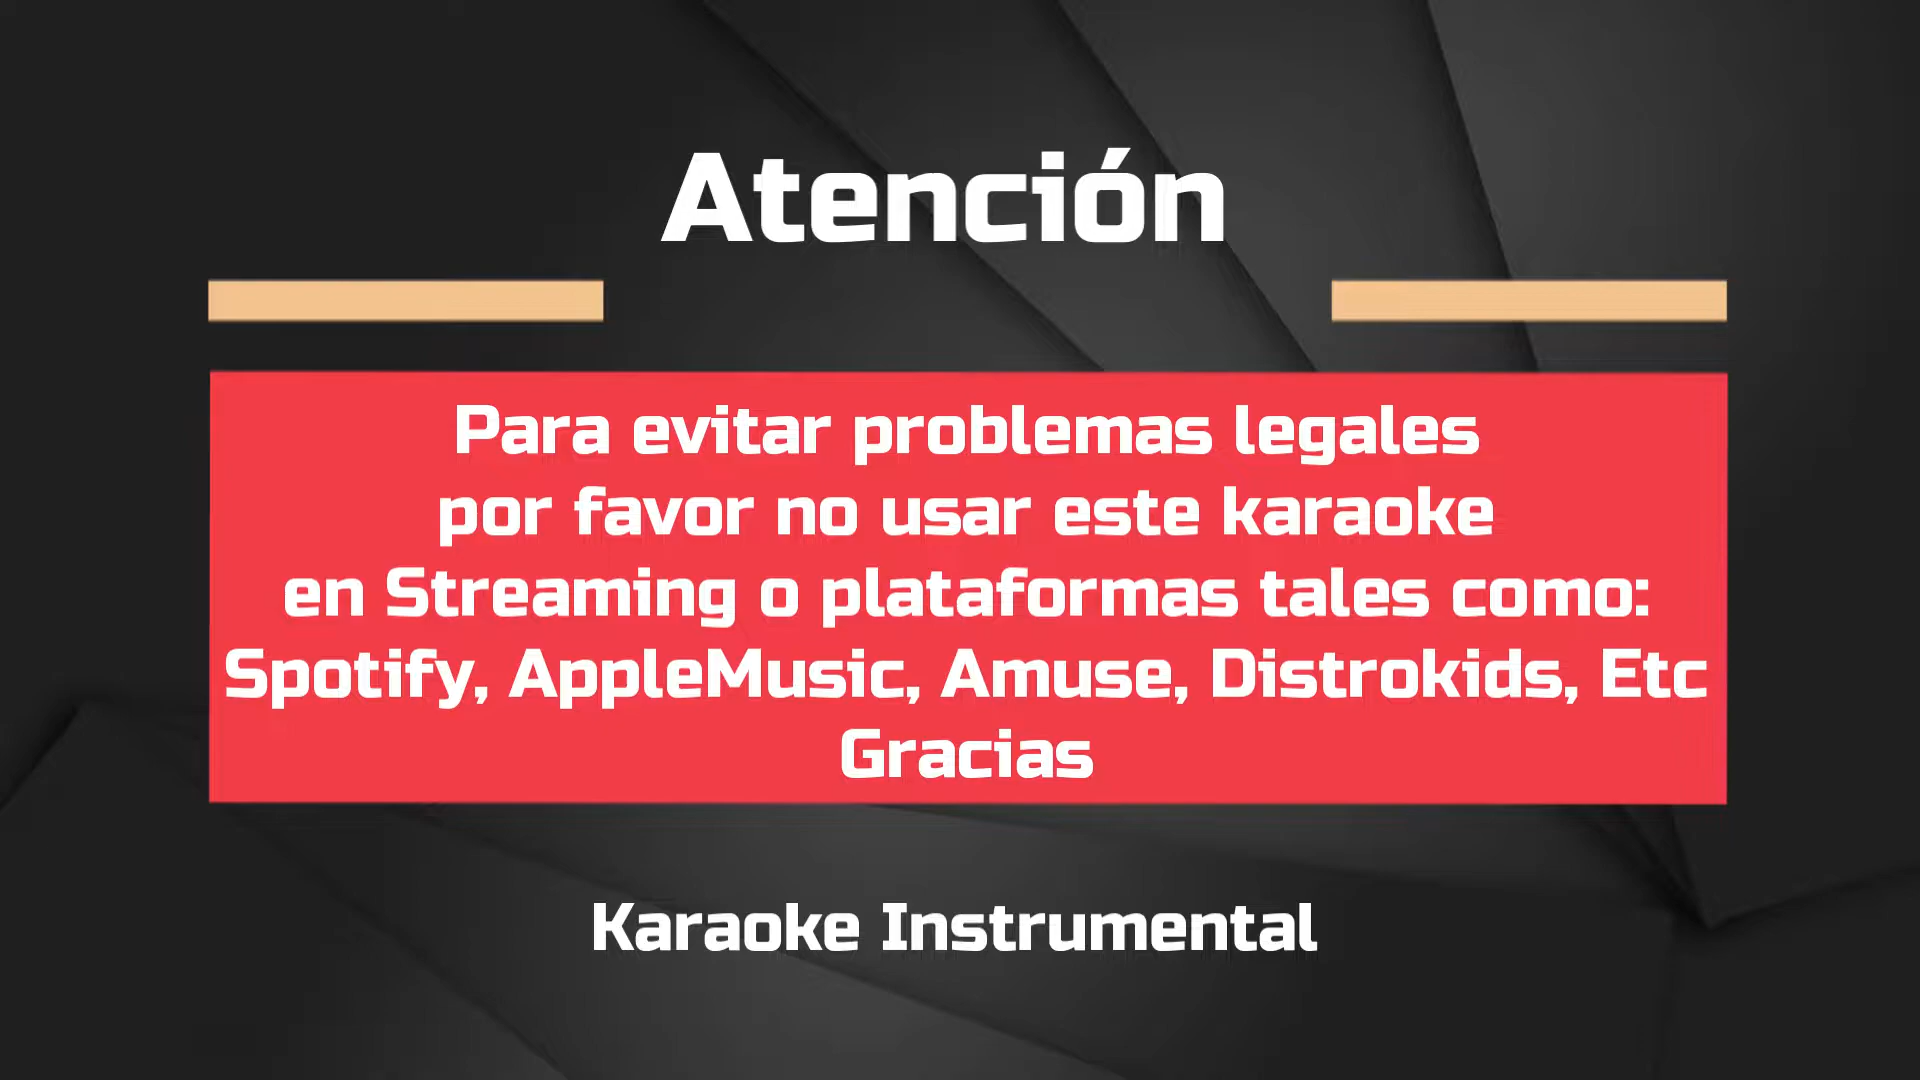 Atención
Para evitar problemas legales
por favor no usar este karaoke
en Streaming o plataformas tales como:
Spotify, AppleMusic, Amuse, Distrokids, Etc
Gracias
Karaoke Instrumental